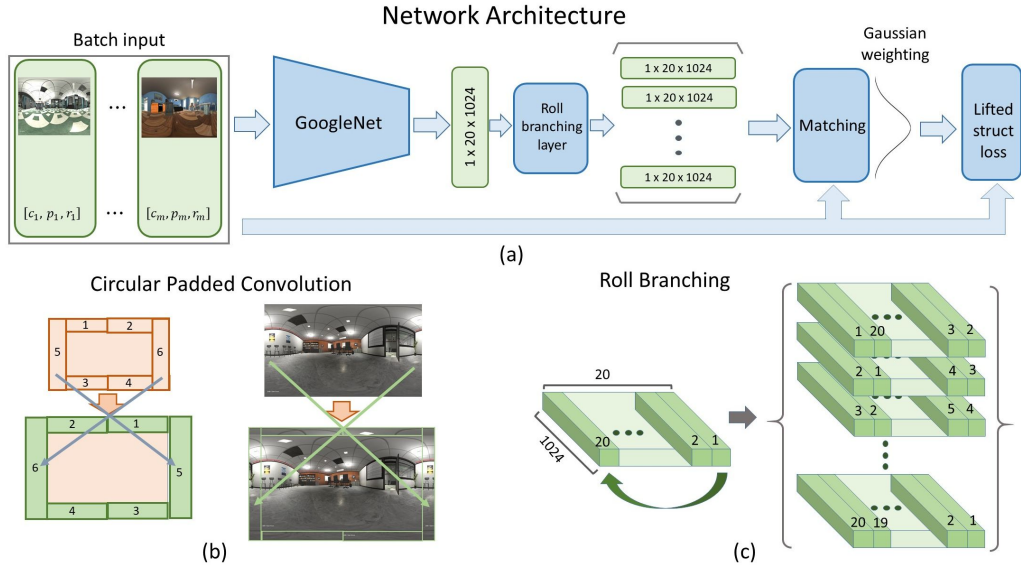 Network Architecture
Batch input
...
[c₁, p₁, r₁]
...
[cₘ, pₘ, rₘ]
GoogleNet
1 x 20 x 1024
Roll
branching
layer
1 x 20 x 1024
1 x 20 x 1024
1 x 20 x 1024
Matching
Gaussian
weighting
Lifted
struct
loss
(a)
Circular Padded Convolution
1 2
5 6
3 4
2 1
6 5
4 3
(b)
Roll Branching
20
1024
20 2 1
1 20 3 2
2 1 4 3
3 2 5 4
20 19 2 1
(c)